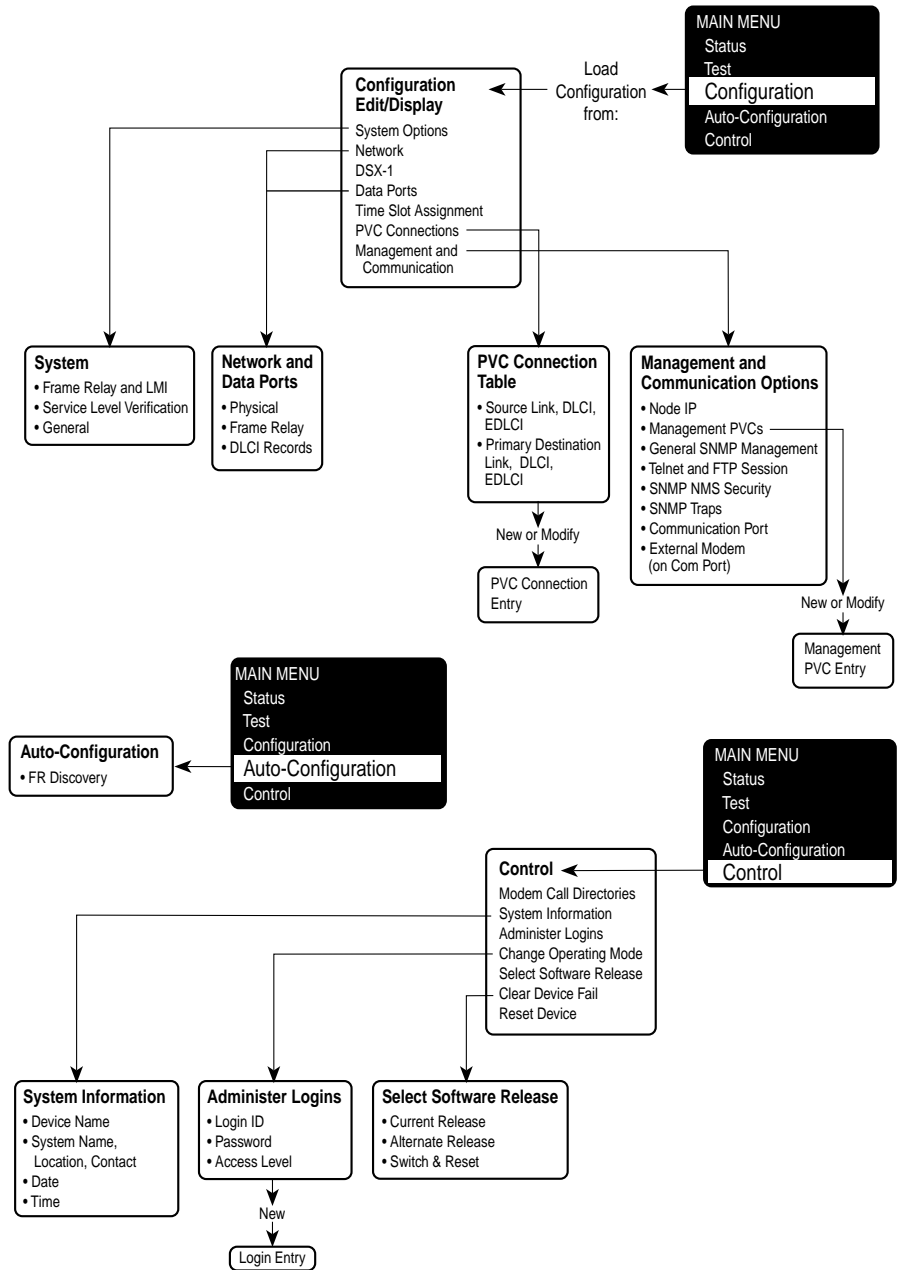 MAIN MENU
Status
Test
Configuration
Auto-Configuration
Control
Load
Configuration
from:
Configuration
Edit/Display
System Options
Network
DSX-1
Data Ports
Time Slot Assignment
PVC Connections
Management and
Communication
System
• Frame Relay and LMI
• Service Level Verification
• General
Network and
Data Ports
• Physical
• Frame Relay
• DLCI Records
PVC Connection
Table
• Source Link, DLCI,
EDLCI
• Primary Destination
Link, DLCI,
EDLCI
New or Modify
PVC Connection
Entry
Management and
Communication Options
• Node IP
• Management PVCs
• General SNMP Management
• Telnet and FTP Session
• SNMP NMS Security
• SNMP Traps
• Communication Port
• External Modem
(on Com Port)
New or Modify
Management
PVC Entry
MAIN MENU
Status
Test
Configuration
Auto-Configuration
Control
Auto-Configuration
• FR Discovery
MAIN MENU
Status
Test
Configuration
Auto-Configuration
Control
Control
Modem Call Directories
System Information
Administer Logins
Change Operating Mode
Select Software Release
Clear Device Fail
Reset Device
System Information
• Device Name
• System Name,
Location, Contact
• Date
• Time
Administer Logins
• Login ID
• Password
• Access Level
New
Login Entry
Select Software Release
• Current Release
• Alternate Release
• Switch & Reset